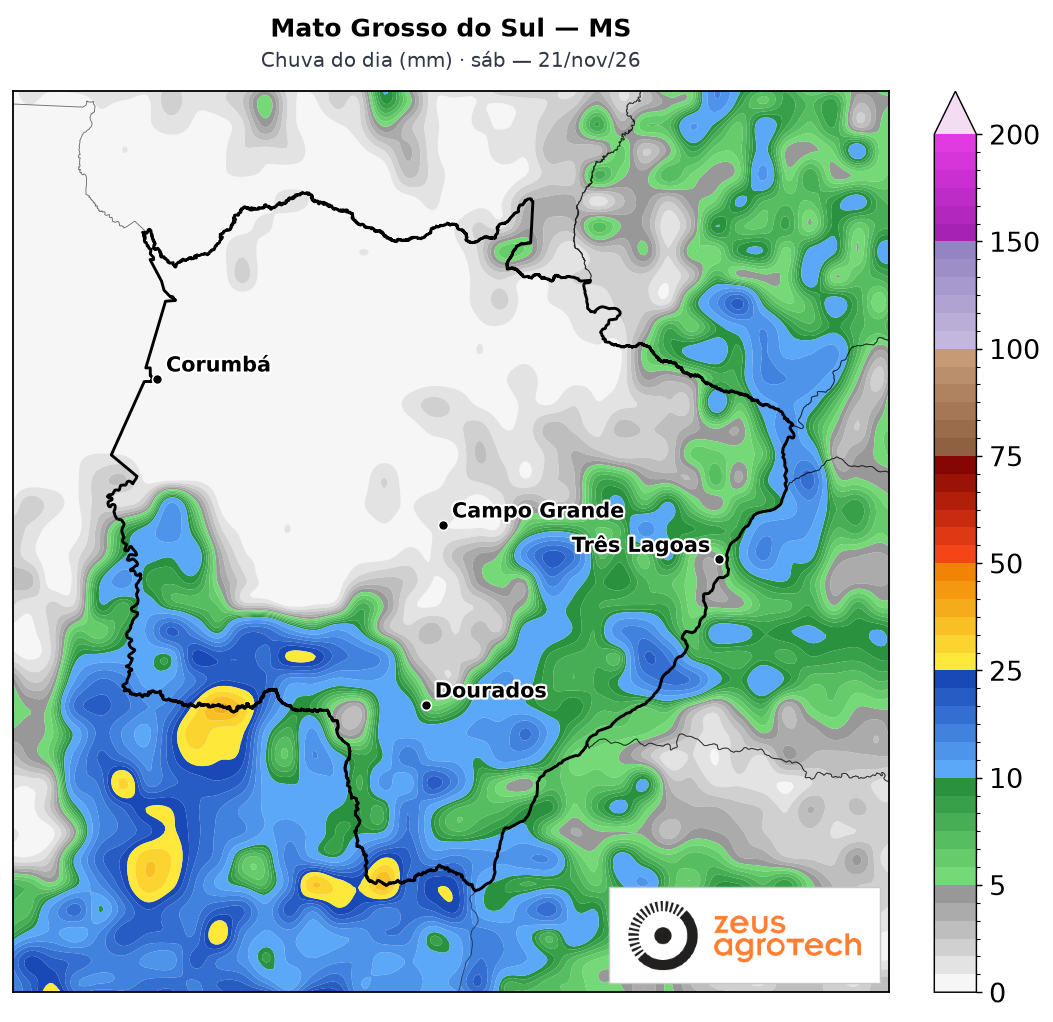 Mato Grosso do Sul — MS
Chuva do dia (mm) · sáb — 21/nov/26
200
150
100
75
50
25
10
5
0
Corumbá
Campo Grande
Três Lagoas
Dourados
zeus
agrotech